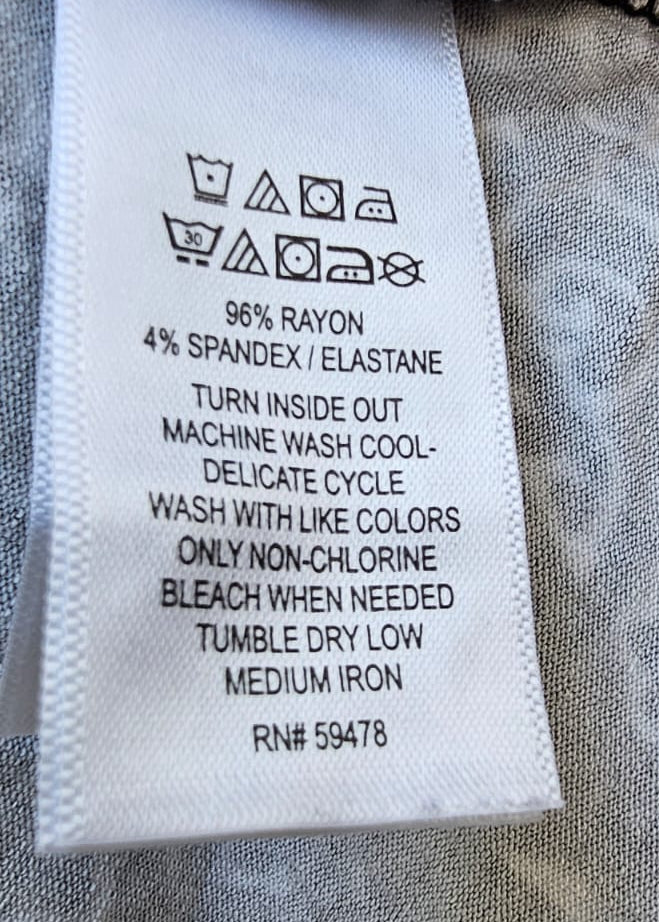 30
96% RAYON
4% SPANDEX / ELASTANE
TURN INSIDE OUT
MACHINE WASH COOL-
DELICATE CYCLE
WASH WITH LIKE COLORS
ONLY NON-CHLORINE
BLEACH WHEN NEEDED
TUMBLE DRY LOW
MEDIUM IRON
RN# 59478